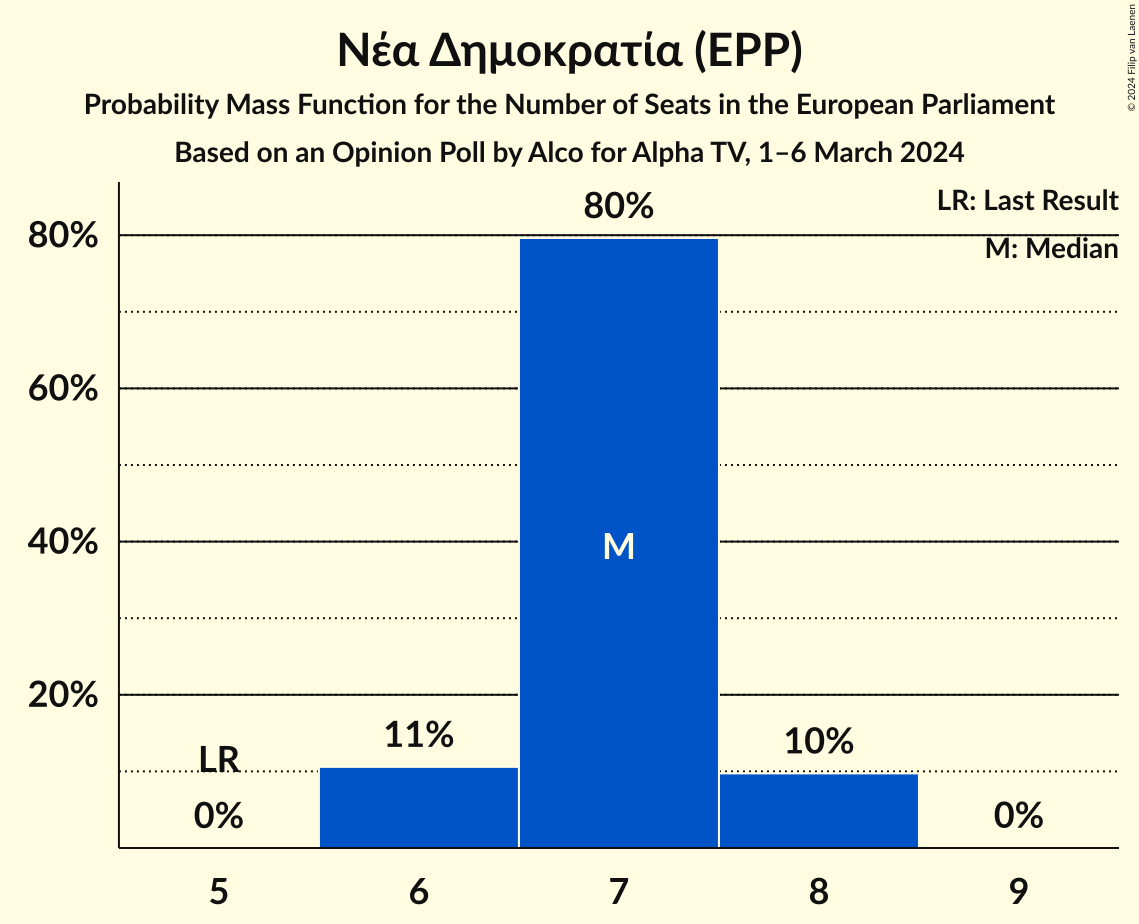 Νέα Δημοκρατία (EPP)
Probability Mass Function for the Number of Seats in the European Parliament
Based on an Opinion Poll by Alco for Alpha TV, 1–6 March 2024
© 2024 Filip van Laenen
LR: Last Result
M: Median
80%
80%
60%
40%
20%
M
LR
0%
11%
10%
0%
5 6 7 8 9